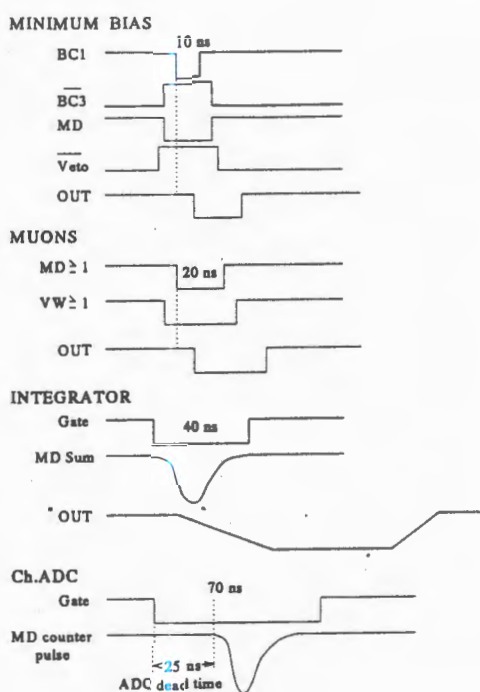 MINIMUM BIAS
10 ns
BC1
BC3
MD
Veto
OUT
MUONS
MD ≥ 1
20 ns
VW ≥ 1
OUT
INTEGRATOR
Gate
40 ns
MD Sum
OUT
Ch.ADC
70 ns
Gate
MD counter
pulse
<25 ns>
ADC dead time